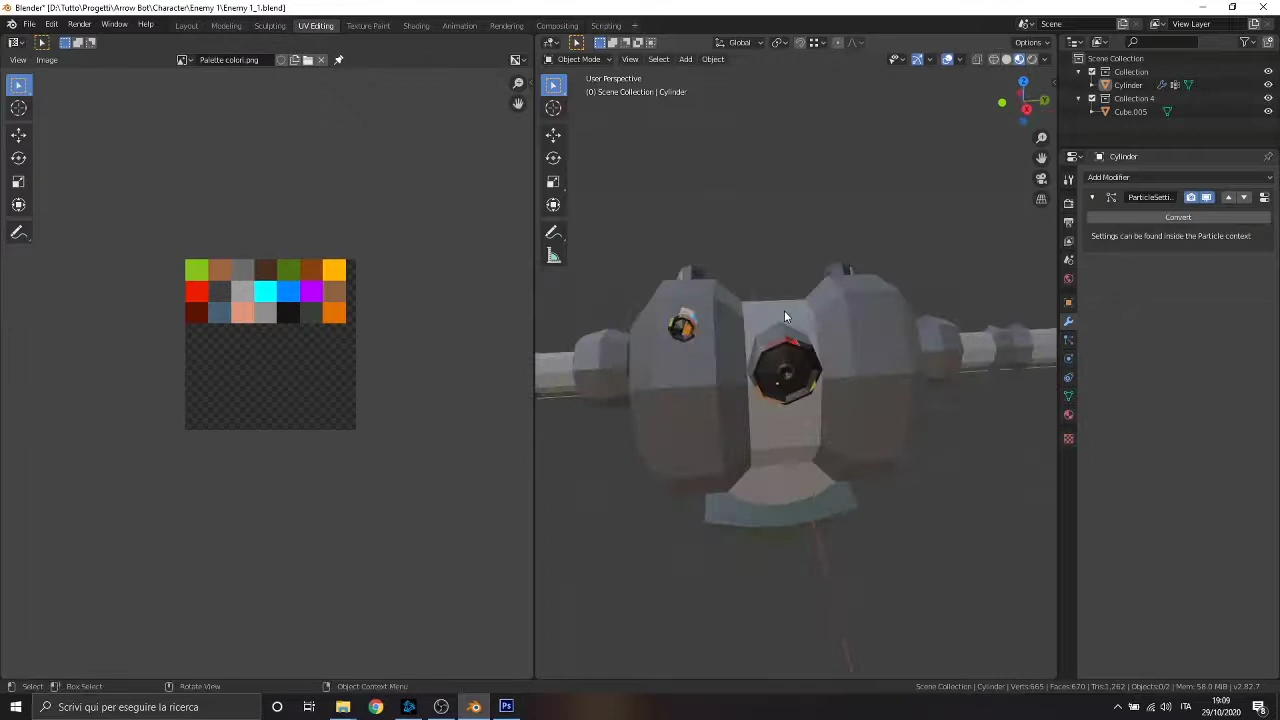 Blender* [D:\Tutto\Progetti\Arrow Bot\Character\Enemy 1\Enemy 1_1.blend]
File Edit Render Window Help Layout Modeling Sculpting UV Editing Texture Paint Shading Animation Rendering Compositing Scripting + Scene View Layer
Global Options
View Image Palette colori.png Object Mode View Select Add Object
User Perspective
(0) Scene Collection | Cylinder
Scene Collection
Collection
Cylinder
Collection 4
Cube.005
Cylinder
Add Modifier
ParticleSetti..
Convert
Settings can be found inside the Particle context
Z
Y
X
Select Box Select Rotate View Object Context Menu Scene Collection | Cylinder | Verts:665 | Faces:670 | Tris:1,262 | Objects:0/2 | Mem: 58.0 MiB | v2.82.7
Scrivi qui per eseguire la ricerca
Ps
ITA
19:09
29/10/2020